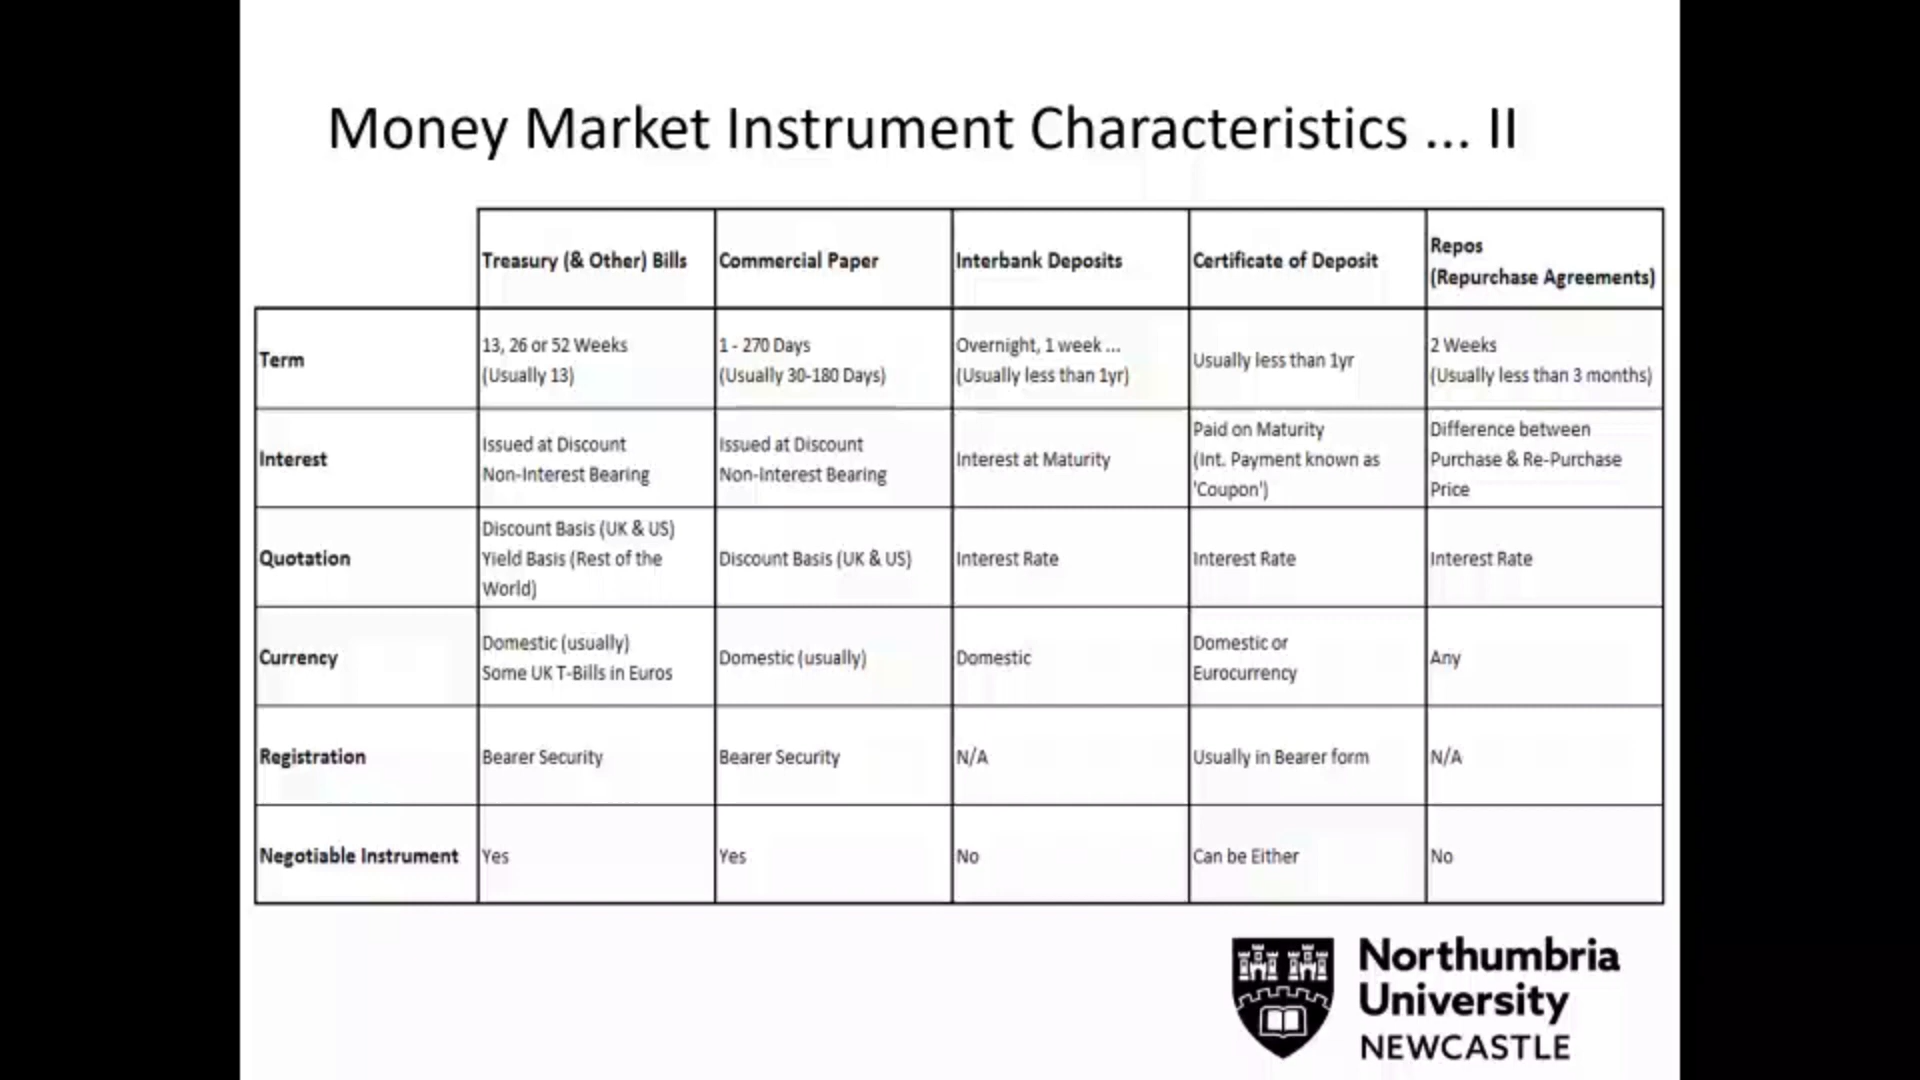 Money Market Instrument Characteristics ... II
Treasury (& Other) Bills
Commercial Paper
Interbank Deposits
Certificate of Deposit
Repos
(Repurchase Agreements)
Term
13, 26 or 52 Weeks
(Usually 13)
1 - 270 Days
(Usually 30-180 Days)
Overnight, 1 week ...
(Usually less than 1yr)
Usually less than 1yr
2 Weeks
(Usually less than 3 months)
Interest
Issued at Discount
Non-Interest Bearing
Issued at Discount
Non-Interest Bearing
Interest at Maturity
Paid on Maturity
(Int. Payment known as
'Coupon')
Difference between
Purchase & Re-Purchase
Price
Quotation
Discount Basis (UK & US)
Yield Basis (Rest of the
World)
Discount Basis (UK & US)
Interest Rate
Interest Rate
Interest Rate
Currency
Domestic (usually)
Some UK T-Bills in Euros
Domestic (usually)
Domestic
Domestic or
Eurocurrency
Any
Registration
Bearer Security
Bearer Security
N/A
Usually in Bearer form
N/A
Negotiable Instrument
Yes
Yes
No
Can be Either
No
Northumbria
University
NEWCASTLE